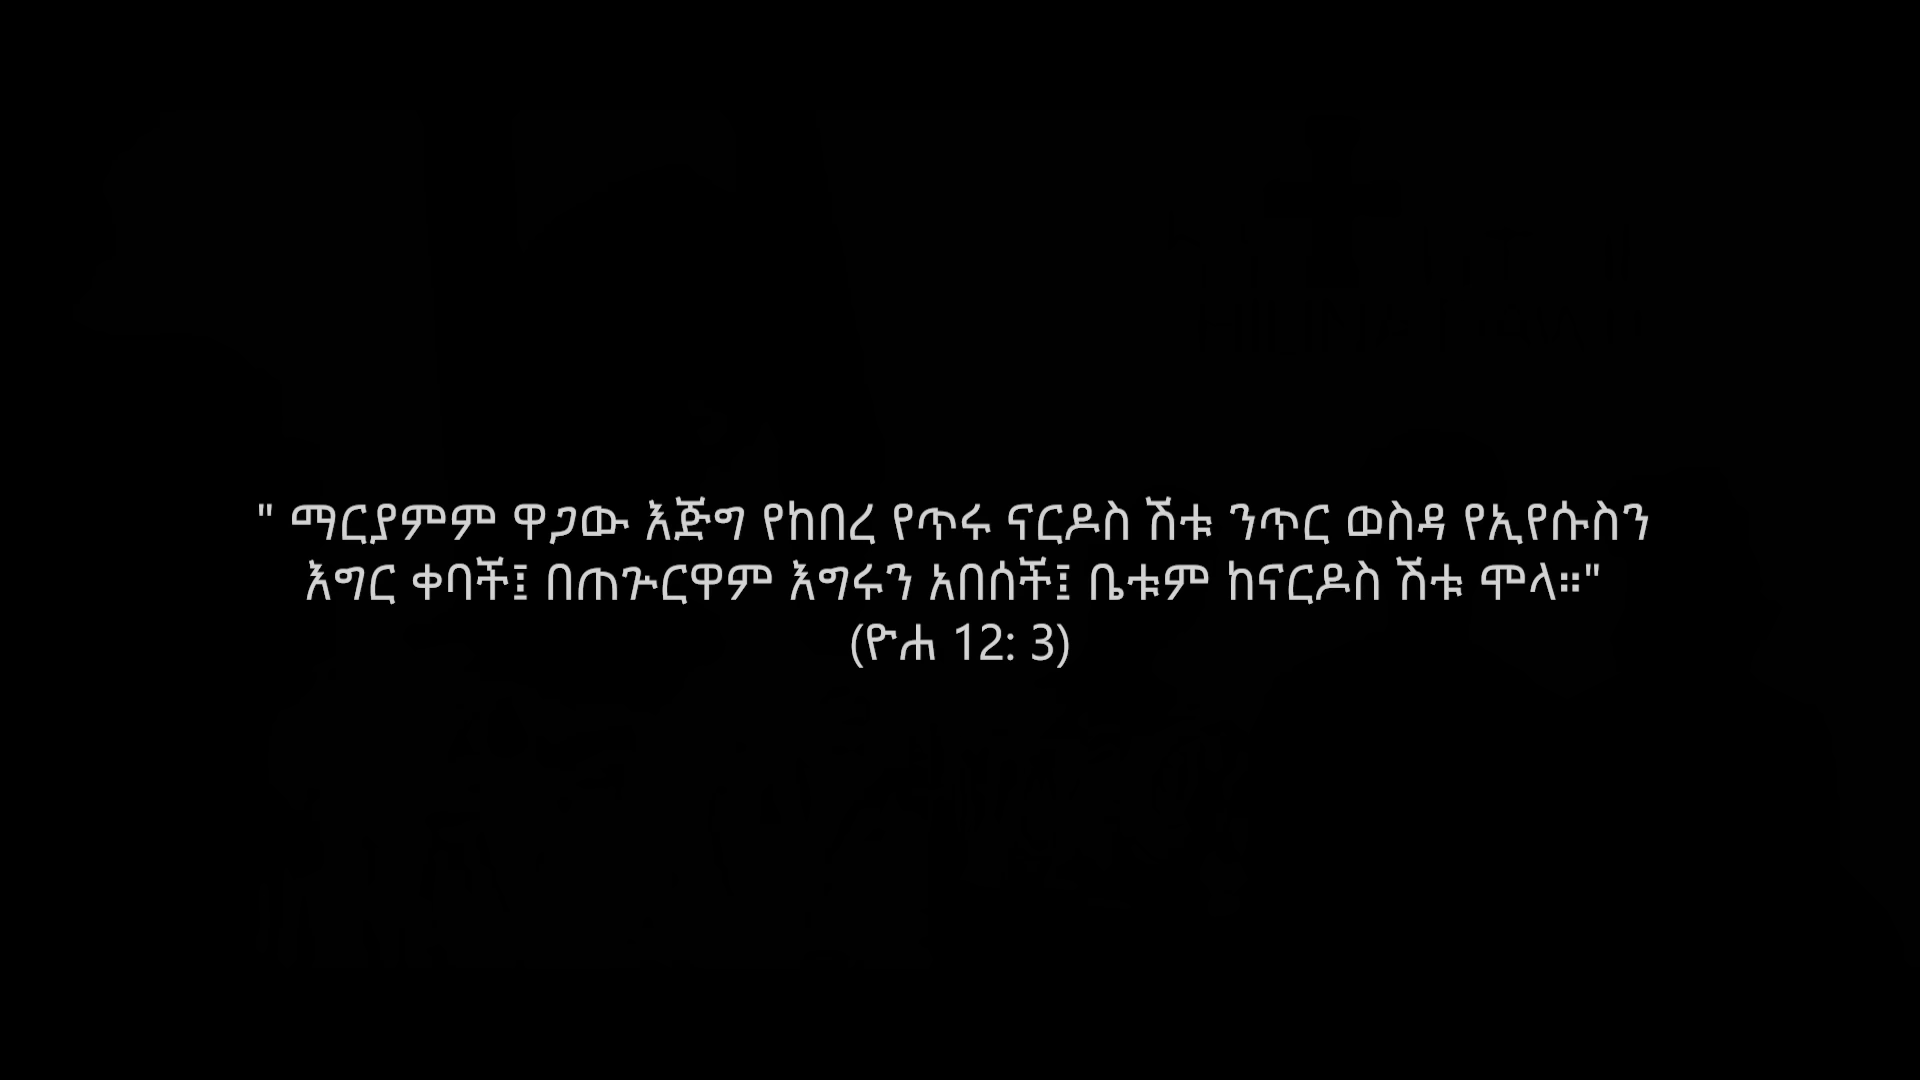 " ማርያምም ዋጋው እጅግ የከበረ የጥሩ ናርዶስ ሽቱ ንጥር ወስዳ የኢየሱስን
እግር ቀባች፤ በጠጕርዋም እግሩን አበሰች፤ ቤቱም ከናርዶስ ሽቱ ሞላ።"
(ዮሐ 12: 3)